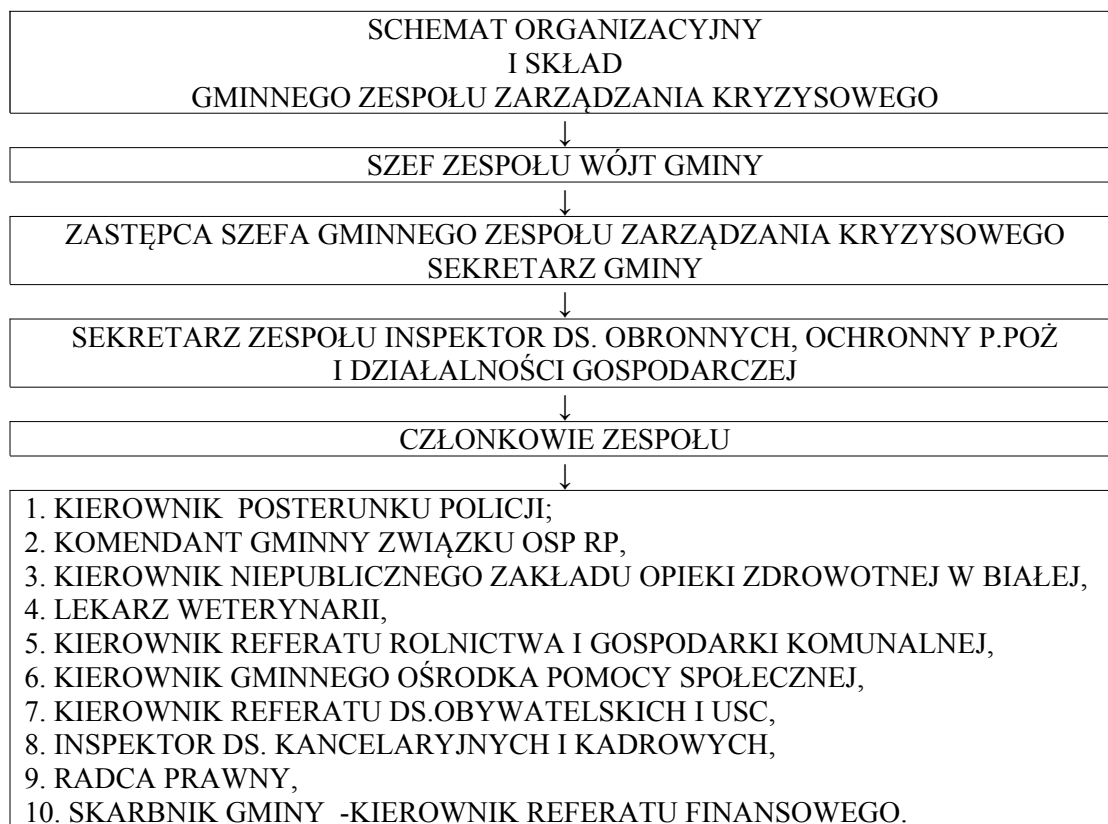 SCHEMAT ORGANIZACYJNY
I SKŁAD
GMINNEGO ZESPOŁU ZARZĄDZANIA KRYZYSOWEGO
↓
SZEF ZESPOŁU WÓJT GMINY
↓
ZASTĘPCA SZEFA GMINNEGO ZESPOŁU ZARZĄDZANIA KRYZYSOWEGO
SEKRETARZ GMINY
↓
SEKRETARZ ZESPOŁU INSPEKTOR DS. OBRONNYCH, OCHRONNY P.POŻ
I DZIAŁALNOŚCI GOSPODARCZEJ
↓
CZŁONKOWIE ZESPOŁU
↓
1. KIEROWNIK POSTERUNKU POLICJI;
2. KOMENDANT GMINNY ZWIĄZKU OSP RP,
3. KIEROWNIK NIEPUBLICZNEGO ZAKŁADU OPIEKI ZDROWOTNEJ W BIAŁEJ,
4. LEKARZ WETERYNARII,
5. KIEROWNIK REFERATU ROLNICTWA I GOSPODARKI KOMUNALNEJ,
6. KIEROWNIK GMINNEGO OŚRODKA POMOCY SPOŁECZNEJ,
7. KIEROWNIK REFERATU DS.OBYWATELSKICH I USC,
8. INSPEKTOR DS. KANCELARYJNYCH I KADROWYCH,
9. RADCA PRAWNY,
10. SKARBNIK GMINY -KIEROWNIK REFERATU FINANSOWEGO.